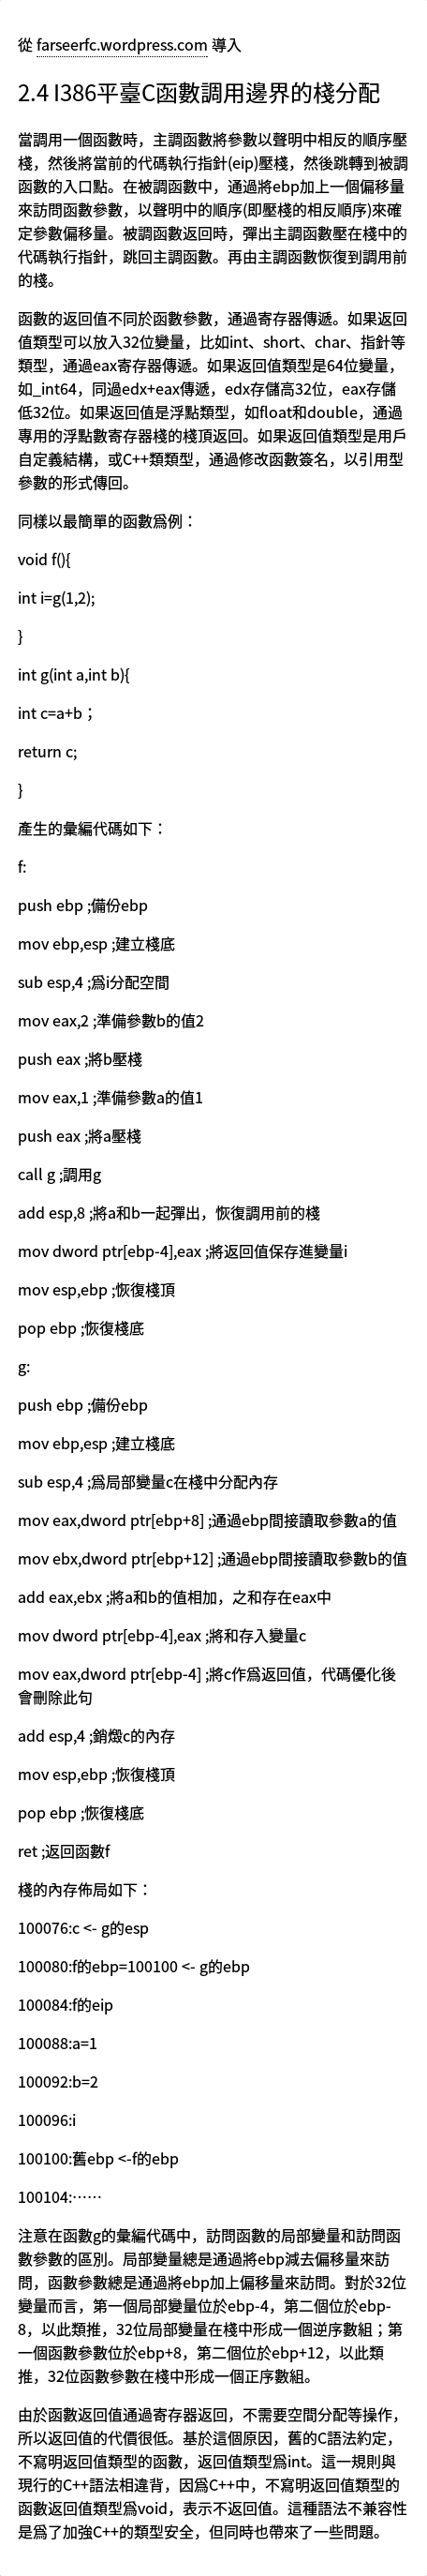 從 farseerfc.wordpress.com 導入
2.4 I386平臺C函數調用邊界的棧分配
當調用一個函數時，主調函數將參數以聲明中相反的順序壓
棧，然後將當前的代碼執行指針(eip)壓棧，然後跳轉到被調
函數的入口點。在被調函數中，通過將ebp加上一個偏移量
來訪問函數參數，以聲明中的順序(即壓棧的相反順序)來確
定參數偏移量。被調函數返回時，彈出主調函數壓在棧中的
代碼執行指針，跳回主調函數。再由主調函數恢復到調用前
的棧。
函數的返回值不同於函數參數，通過寄存器傳遞。如果返回
值類型可以放入32位變量，比如int、short、char、指針等
類型，通過eax寄存器傳遞。如果返回值類型是64位變量，
如_int64，同過edx+eax傳遞，edx存儲高32位，eax存儲
低32位。如果返回值是浮點類型，如float和double，通過
專用的浮點數寄存器棧的棧頂返回。如果返回值類型是用戶
自定義結構，或C++類類型，通過修改函數簽名，以引用型
參數的形式傳回。
同樣以最簡單的函數爲例：
void f(){
int i=g(1,2);
}
int g(int a,int b){
int c=a+b；
return c;
}
產生的彙編代碼如下：
f:
push ebp ;備份ebp
mov ebp,esp ;建立棧底
sub esp,4 ;爲i分配空間
mov eax,2 ;準備參數b的值2
push eax ;將b壓棧
mov eax,1 ;準備參數a的值1
push eax ;將a壓棧
call g ;調用g
add esp,8 ;將a和b一起彈出，恢復調用前的棧
mov dword ptr[ebp-4],eax ;將返回值保存進變量i
mov esp,ebp ;恢復棧頂
pop ebp ;恢復棧底
g:
push ebp ;備份ebp
mov ebp,esp ;建立棧底
sub esp,4 ;爲局部變量c在棧中分配內存
mov eax,dword ptr[ebp+8] ;通過ebp間接讀取參數a的值
mov ebx,dword ptr[ebp+12] ;通過ebp間接讀取參數b的值
add eax,ebx ;將a和b的值相加，之和存在eax中
mov dword ptr[ebp-4],eax ;將和存入變量c
mov eax,dword ptr[ebp-4] ;將c作爲返回值，代碼優化後
會刪除此句
add esp,4 ;銷燬c的內存
mov esp,ebp ;恢復棧頂
pop ebp ;恢復棧底
ret ;返回函數f
棧的內存佈局如下：
100076:c <- g的esp
100080:f的ebp=100100 <- g的ebp
100084:f的eip
100088:a=1
100092:b=2
100096:i
100100:舊ebp <-f的ebp
100104:……
注意在函數g的彙編代碼中，訪問函數的局部變量和訪問函
數參數的區別。局部變量總是通過將ebp減去偏移量來訪
問，函數參數總是通過將ebp加上偏移量來訪問。對於32位
變量而言，第一個局部變量位於ebp-4，第二個位於ebp-
8，以此類推，32位局部變量在棧中形成一個逆序數組；第
一個函數參數位於ebp+8，第二個位於ebp+12，以此類
推，32位函數參數在棧中形成一個正序數組。
由於函數返回值通過寄存器返回，不需要空間分配等操作，
所以返回值的代價很低。基於這個原因，舊的C語法約定，
不寫明返回值類型的函數，返回值類型爲int。這一規則與
現行的C++語法相違背，因爲C++中，不寫明返回值類型的
函數返回值類型爲void，表示不返回值。這種語法不兼容性
是爲了加強C++的類型安全，但同時也帶來了一些問題。